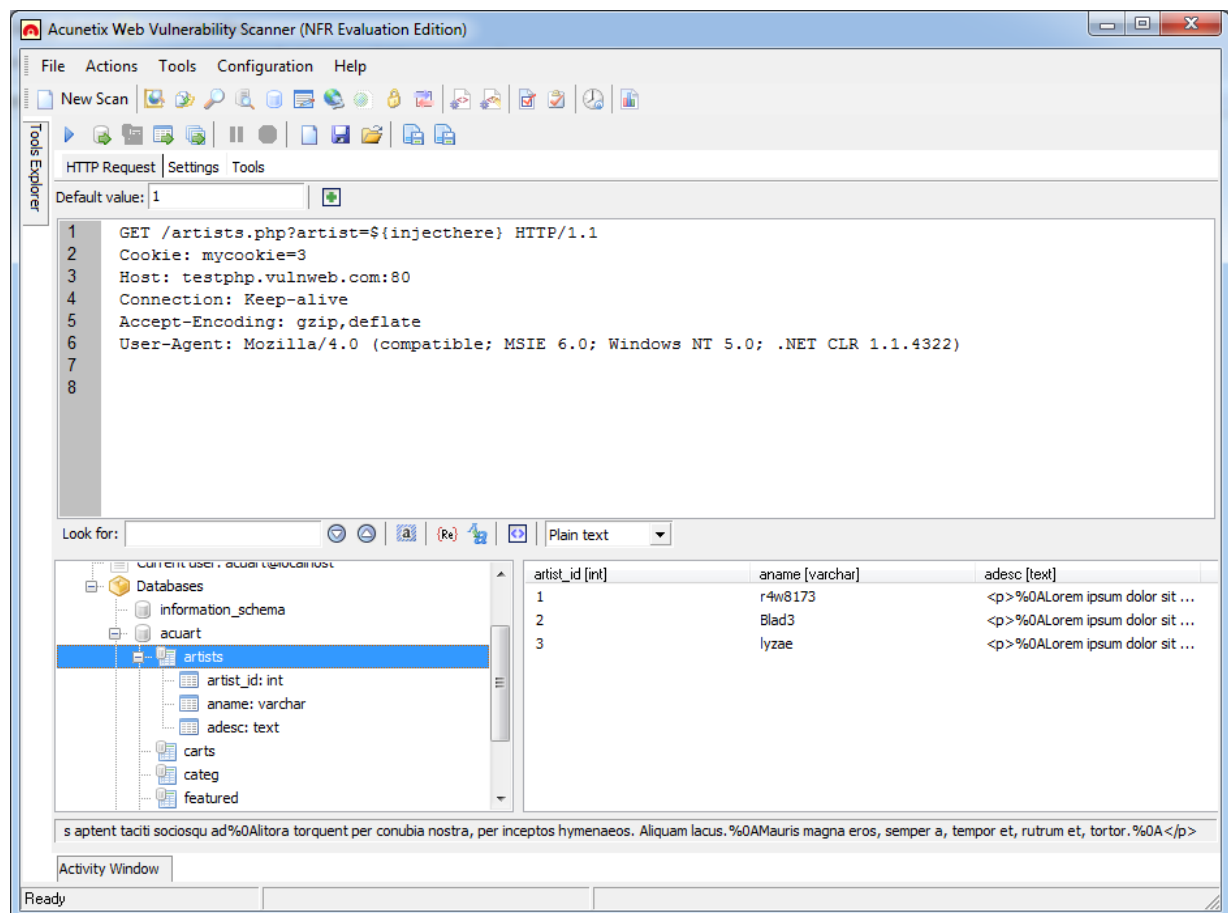 Acunetix Web Vulnerability Scanner (NFR Evaluation Edition)
File Actions Tools Configuration Help
New Scan
Tools Explorer
HTTP Request Settings Tools
Default value: 1
1 GET /artists.php?artist=${injecthere} HTTP/1.1
2 Cookie: mycookie=3
3 Host: testphp.vulnweb.com:80
4 Connection: Keep-alive
5 Accept-Encoding: gzip,deflate
6 User-Agent: Mozilla/4.0 (compatible; MSIE 6.0; Windows NT 5.0; .NET CLR 1.1.4322)
7
8
Look for: Plain text
Current user: acuart@localhost
Databases
information_schema
acuart
artists
artist_id: int
aname: varchar
adesc: text
carts
categ
featured
artist_id [int] aname [varchar] adesc [text]
1 r4w8173 <p>%0ALorem ipsum dolor sit ...
2 Blad3 <p>%0ALorem ipsum dolor sit ...
3 lyzae <p>%0ALorem ipsum dolor sit ...
s aptent taciti sociosqu ad%0Alitora torquent per conubia nostra, per inceptos hymenaeos. Aliquam lacus.%0AMauris magna eros, semper a, tempor et, rutrum et, tortor.%0A</p>
Activity Window
Ready